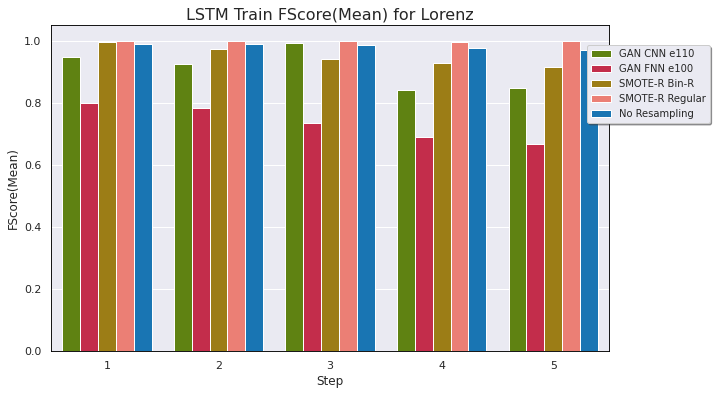 LSTM Train FScore(Mean) for Lorenz
1.0
0.8
0.6
0.4
0.2
0.0
FScore(Mean)
1 2 3 4 5
Step
GAN CNN e110
GAN FNN e100
SMOTE-R Bin-R
SMOTE-R Regular
No Resampling